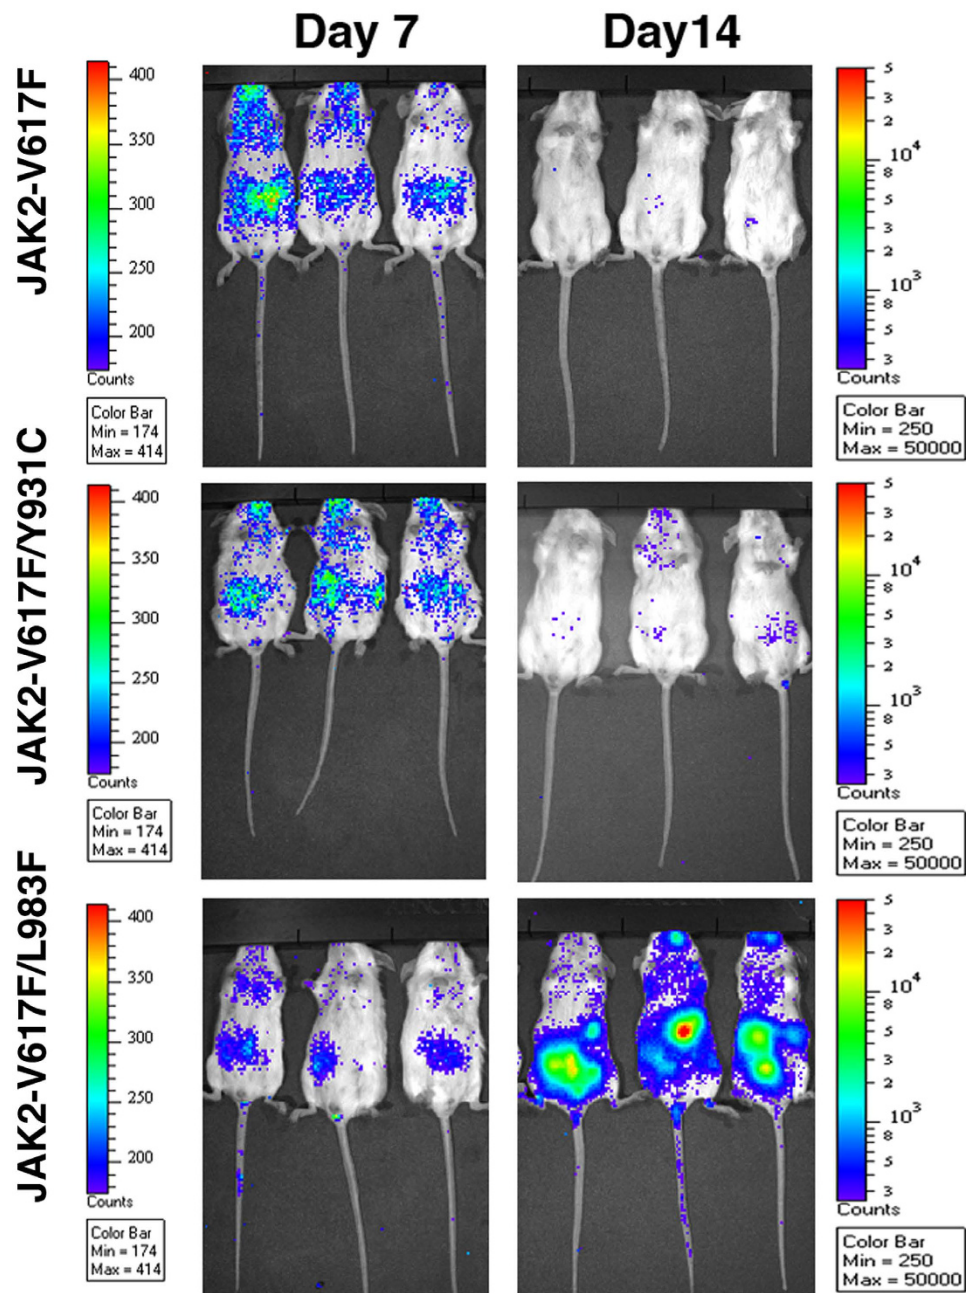 Day 7
Day14
JAK2-V617F
400
350
300
250
200
Counts
Color Bar
Min = 174
Max = 414
5
3
2
10⁴
8
5
3
2
10³
8
5
3
Counts
Color Bar
Min = 250
Max = 50000
JAK2-V617F/Y931C
400
350
300
250
200
Counts
Color Bar
Min = 174
Max = 414
5
3
2
10⁴
8
5
3
2
10³
8
5
3
Counts
Color Bar
Min = 250
Max = 50000
JAK2-V617F/L983F
400
350
300
250
200
Counts
Color Bar
Min = 174
Max = 414
5
3
2
10⁴
8
5
3
2
10³
8
5
3
Counts
Color Bar
Min = 250
Max = 50000